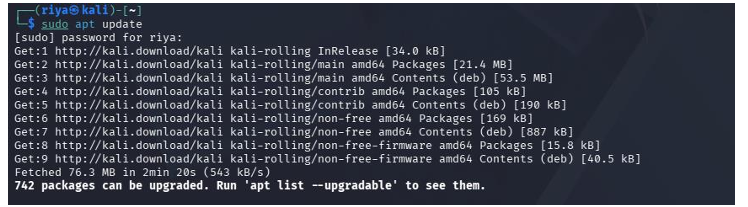 ┌──(riya㉿kali)-[~]
└─$ sudo apt update
[sudo] password for riya:
Get:1 http://kali.download/kali kali-rolling InRelease [34.0 kB]
Get:2 http://kali.download/kali kali-rolling/main amd64 Packages [21.4 MB]
Get:3 http://kali.download/kali kali-rolling/main amd64 Contents (deb) [53.5 MB]
Get:4 http://kali.download/kali kali-rolling/contrib amd64 Packages [105 kB]
Get:5 http://kali.download/kali kali-rolling/contrib amd64 Contents (deb) [190 kB]
Get:6 http://kali.download/kali kali-rolling/non-free amd64 Packages [169 kB]
Get:7 http://kali.download/kali kali-rolling/non-free amd64 Contents (deb) [887 kB]
Get:8 http://kali.download/kali kali-rolling/non-free-firmware amd64 Packages [15.8 kB]
Get:9 http://kali.download/kali kali-rolling/non-free-firmware amd64 Contents (deb) [40.5 kB]
Fetched 76.3 MB in 2min 20s (543 kB/s)
742 packages can be upgraded. Run 'apt list --upgradable' to see them.